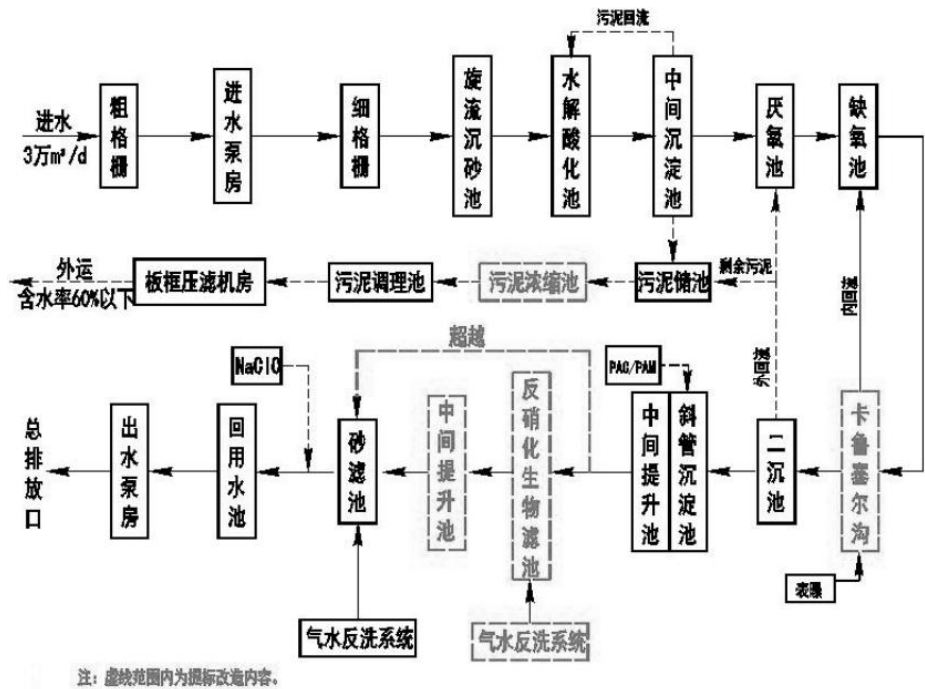 污泥回流
进水
3万m³/d
粗格栅
进水泵房
细格栅
旋流沉砂池
水解酸化池
中间沉淀池
厌氧池
缺氧池
外运
含水率60%以下
板框压滤机房
污泥调理池
污泥浓缩池
污泥储池
剩余污泥
内回流
外回流
超越
NaClO
PAC/PAM
总排放口
出水泵房
回用水池
砂滤池
中间提升池
反硝化生物滤池
中间提升池
斜管沉淀池
二沉池
卡鲁塞尔沟
表曝
气水反洗系统
气水反洗系统
注：虚线范围内为提标改造内容。